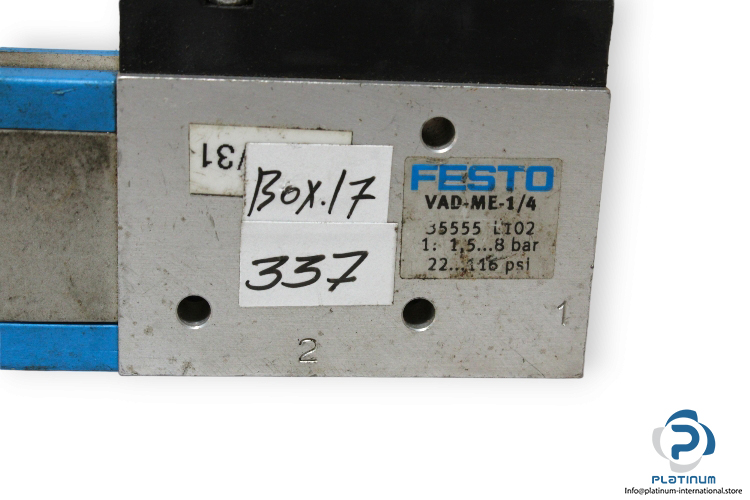 /31
BOX.17
337
FESTO
VAD-ME-1/4
35555 L102
1: 1,5...8 bar
22...116 psi
1
2
PLATINUM
Info@platinum-international.store